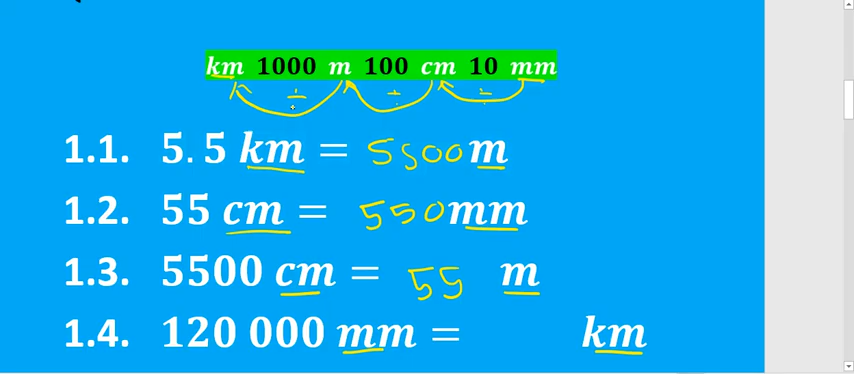 km 1000 m 100 cm 10 mm
÷ ÷ ÷
1.1. 5.5 km = 5500 m
1.2. 55 cm = 550 mm
1.3. 5500 cm = 55 m
1.4. 120 000 mm = km